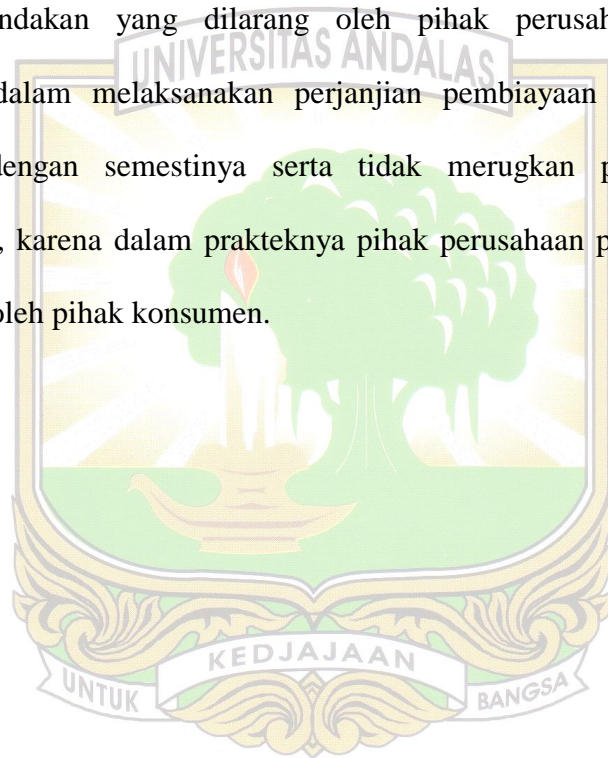 ndakan yang dilarang oleh pihak perusah
dalam melaksanakan perjanjian pembiayaan
dengan semestinya serta tidak merugkan p
, karena dalam prakteknya pihak perusahaan p
oleh pihak konsumen.
UNIVERSITAS ANDALAS
UNTUK KEDJAJAAN BANGSA